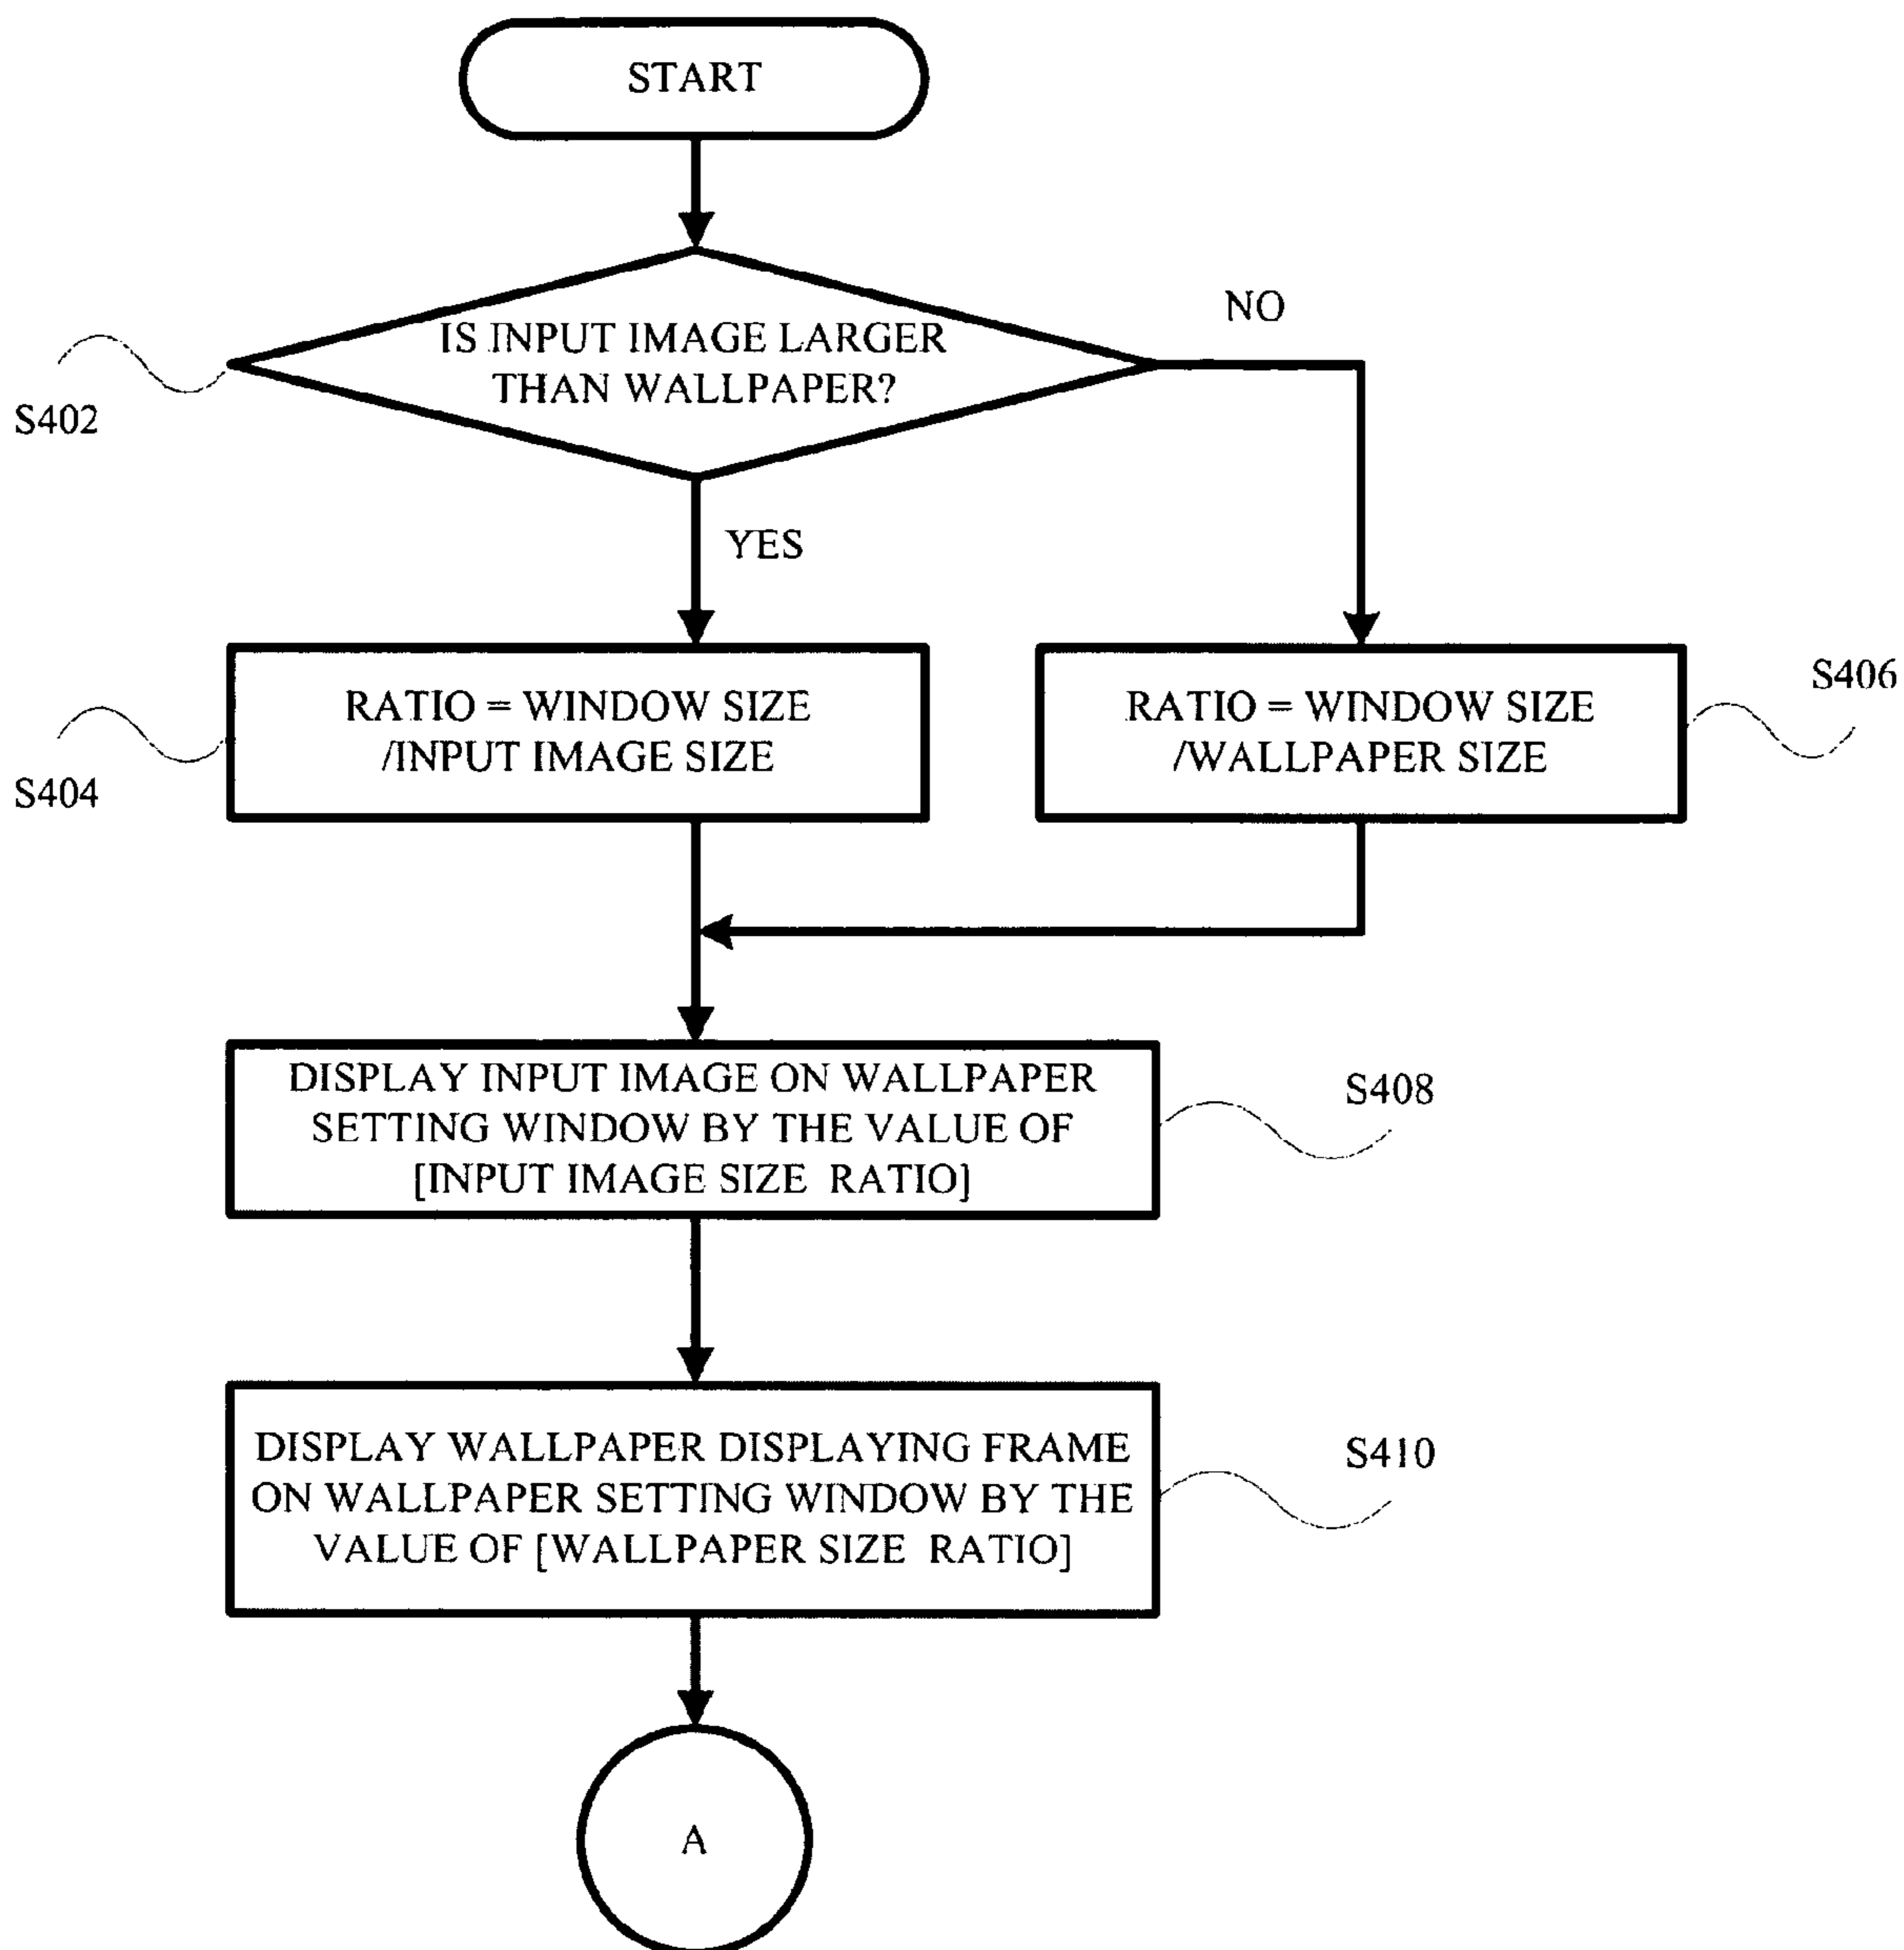 START
IS INPUT IMAGE LARGER
THAN WALLPAPER?
NO
S402
YES
RATIO = WINDOW SIZE
/INPUT IMAGE SIZE
S404
RATIO = WINDOW SIZE
/WALLPAPER SIZE
S406
DISPLAY INPUT IMAGE ON WALLPAPER
SETTING WINDOW BY THE VALUE OF
[INPUT IMAGE SIZE RATIO]
S408
DISPLAY WALLPAPER DISPLAYING FRAME
ON WALLPAPER SETTING WINDOW BY THE
VALUE OF [WALLPAPER SIZE RATIO]
S410
A